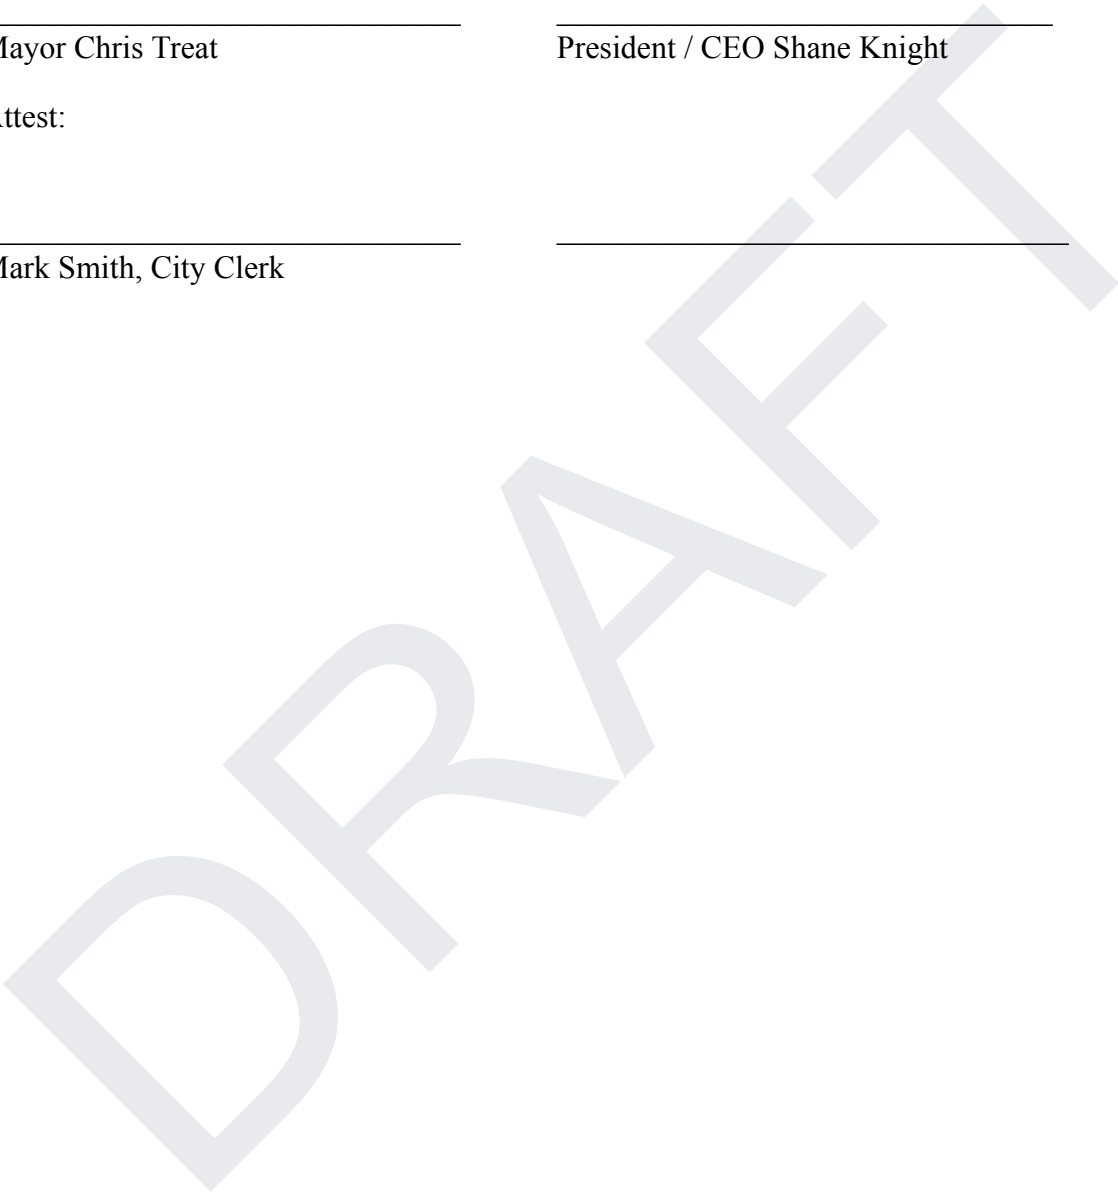 Mayor Chris Treat President / CEO Shane Knight
Attest:
Mark Smith, City Clerk
DRAFT